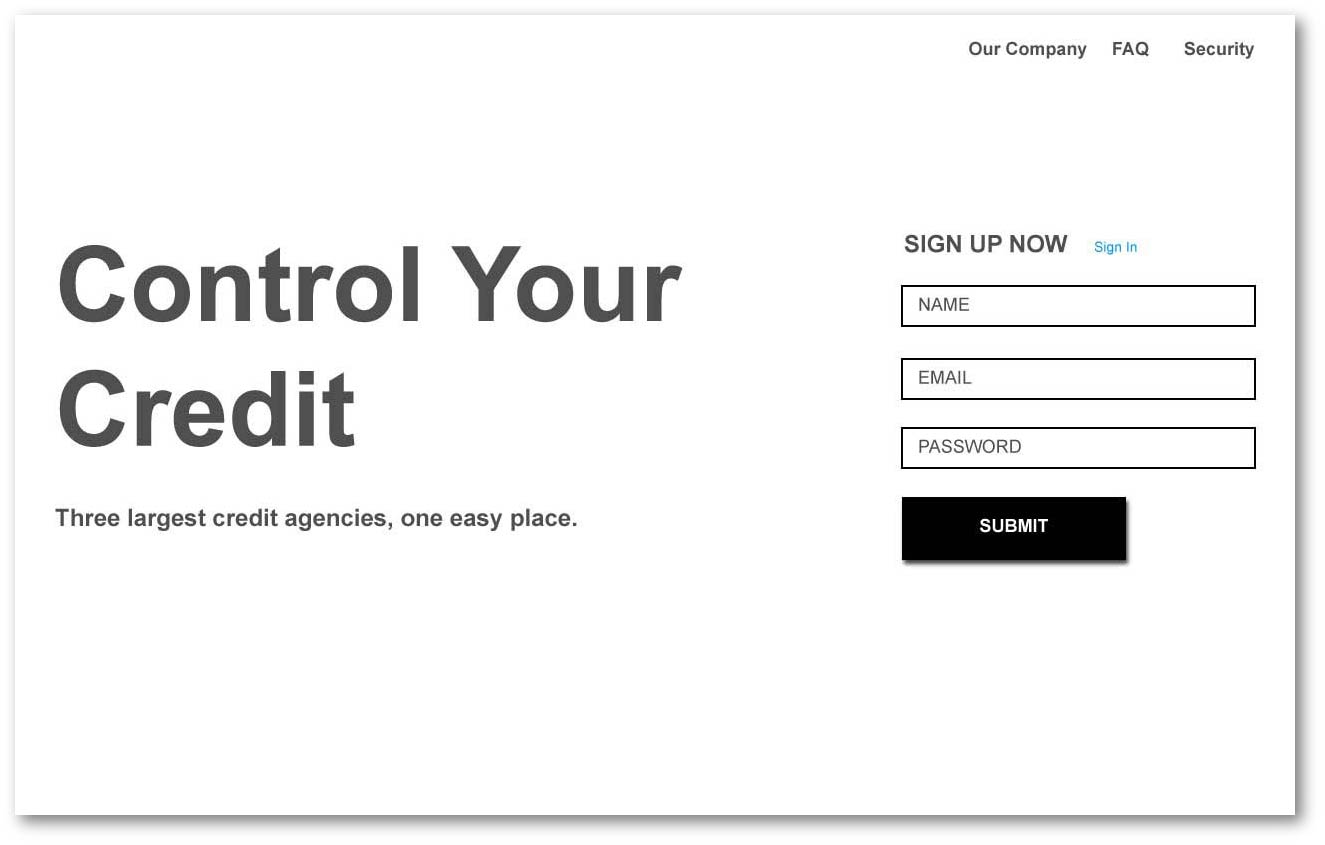 Our Company FAQ Security
Control Your
Credit
Three largest credit agencies, one easy place.
SIGN UP NOW Sign In
NAME
EMAIL
PASSWORD
SUBMIT